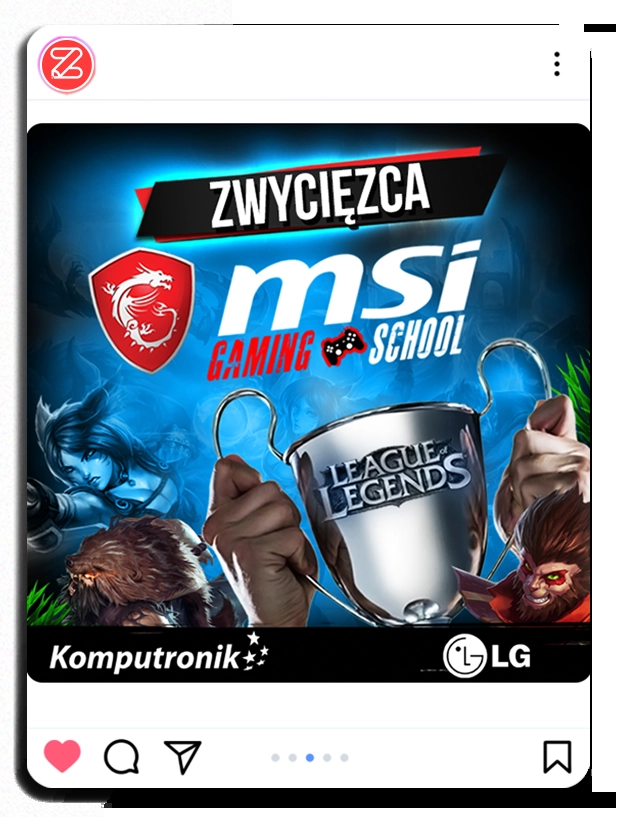 ZWYCIĘZCA
msi
GAMING SCHOOL
LEAGUE of
LEGENDS
Komputronik
LG